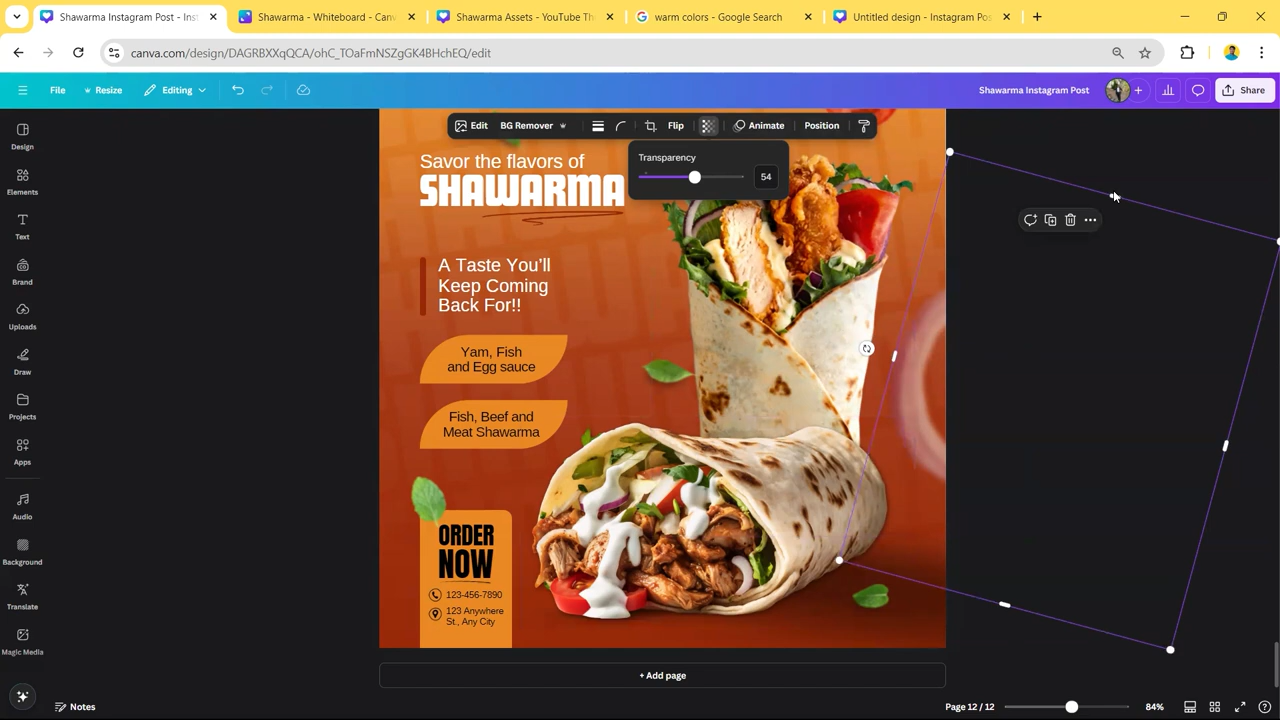 Shawarma Instagram Post - Inst
Shawarma - Whiteboard - Canv
Shawarma Assets - YouTube Th
warm colors - Google Search
Untitled design - Instagram Pos
canva.com/design/DAGRBXXqQCA/ohC_TOaFmNSZgGK4BHchEQ/edit
File
Resize
Editing
Shawarma Instagram Post
Share
Edit
BG Remover
Flip
Animate
Position
Transparency
54
Design
Elements
Text
Brand
Uploads
Draw
Projects
Apps
Audio
Background
Translate
Magic Media
Savor the flavors of
SHAWARMA
A Taste You'll
Keep Coming
Back For!!
Yam, Fish
and Egg sauce
Fish, Beef and
Meat Shawarma
ORDER
NOW
123-456-7890
123 Anywhere
St., Any City
+ Add page
Notes
Page 12 / 12
84%